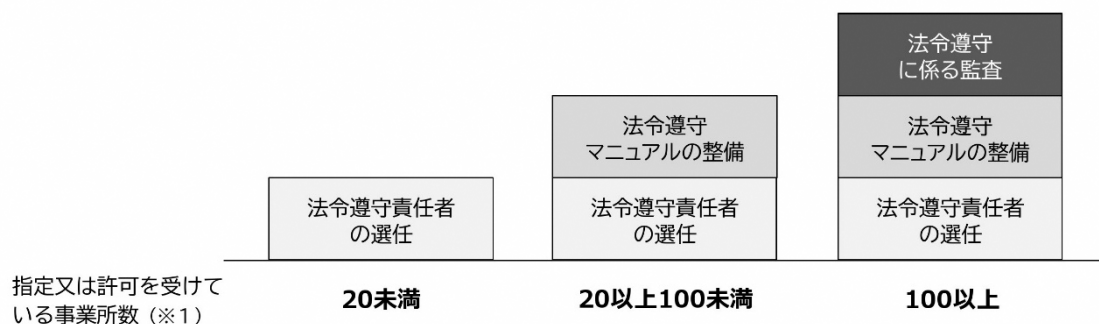 法令遵守
に係る監査
法令遵守
マニュアルの整備
法令遵守
マニュアルの整備
法令遵守責任者
の選任
法令遵守責任者
の選任
法令遵守責任者
の選任
指定又は許可を受けて
いる事業所数（※1）
20未満
20以上100未満
100以上